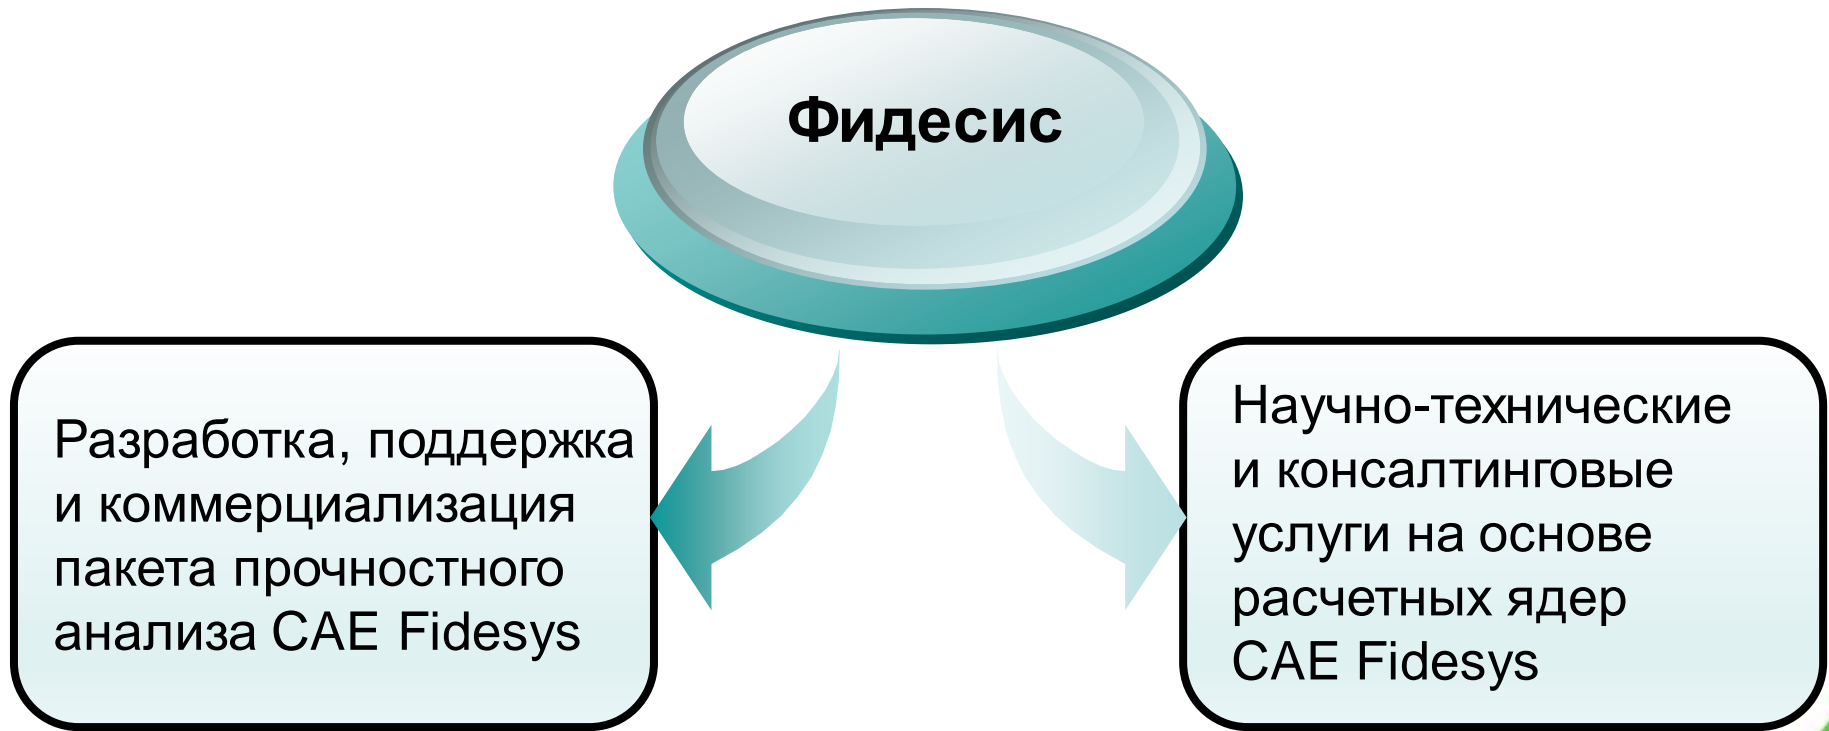 Фидесис
Разработка, поддержка
и коммерциализация
пакета прочностного
анализа CAE Fidesys
Научно-технические
и консалтинговые
услуги на основе
расчетных ядер
CAE Fidesys